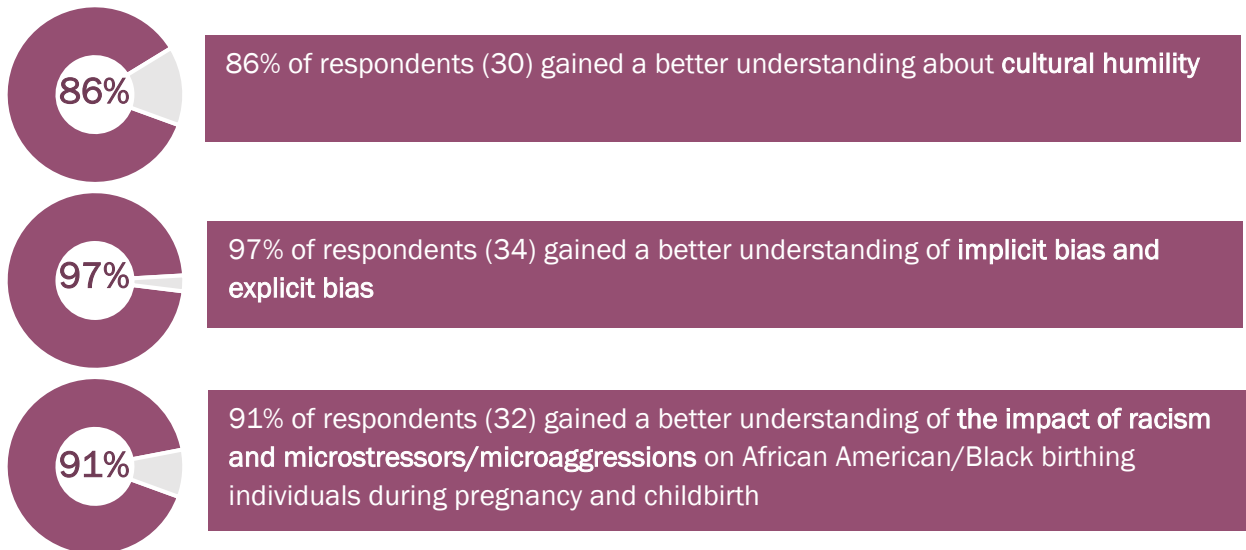 86%
86% of respondents (30) gained a better understanding about cultural humility
97%
97% of respondents (34) gained a better understanding of implicit bias and
explicit bias
91%
91% of respondents (32) gained a better understanding of the impact of racism
and microstressors/microaggressions on African American/Black birthing
individuals during pregnancy and childbirth